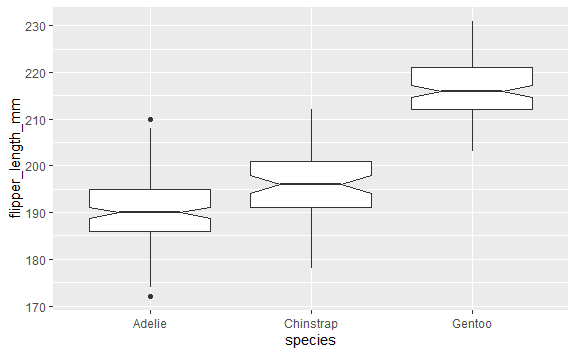 flipper_length_mm
230
220
210
200
190
180
170
Adelie
Chinstrap
Gentoo
species